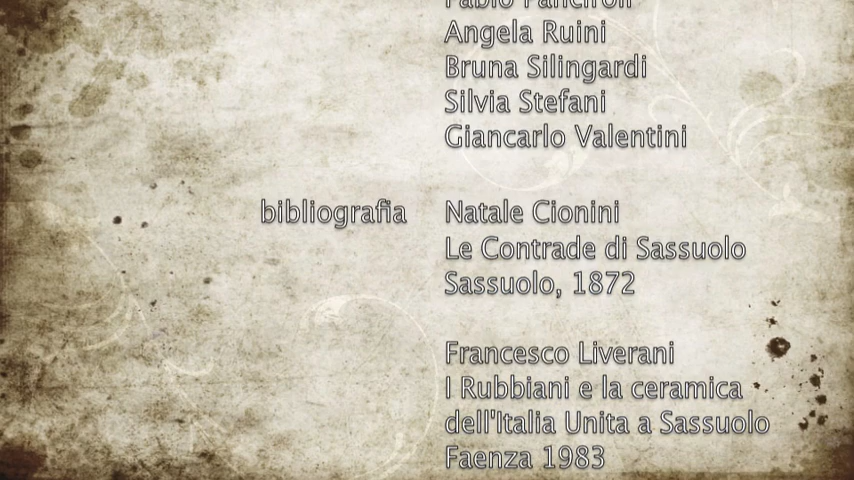 Angela Ruini
Bruna Silingardi
Silvia Stefani
Giancarlo Valentini
bibliografia Natale Cionini
Le Contrade di Sassuolo
Sassuolo, 1872
Francesco Liverani
I Rubbiani e la ceramica
dell'Italia Unita a Sassuolo
Faenza 1983